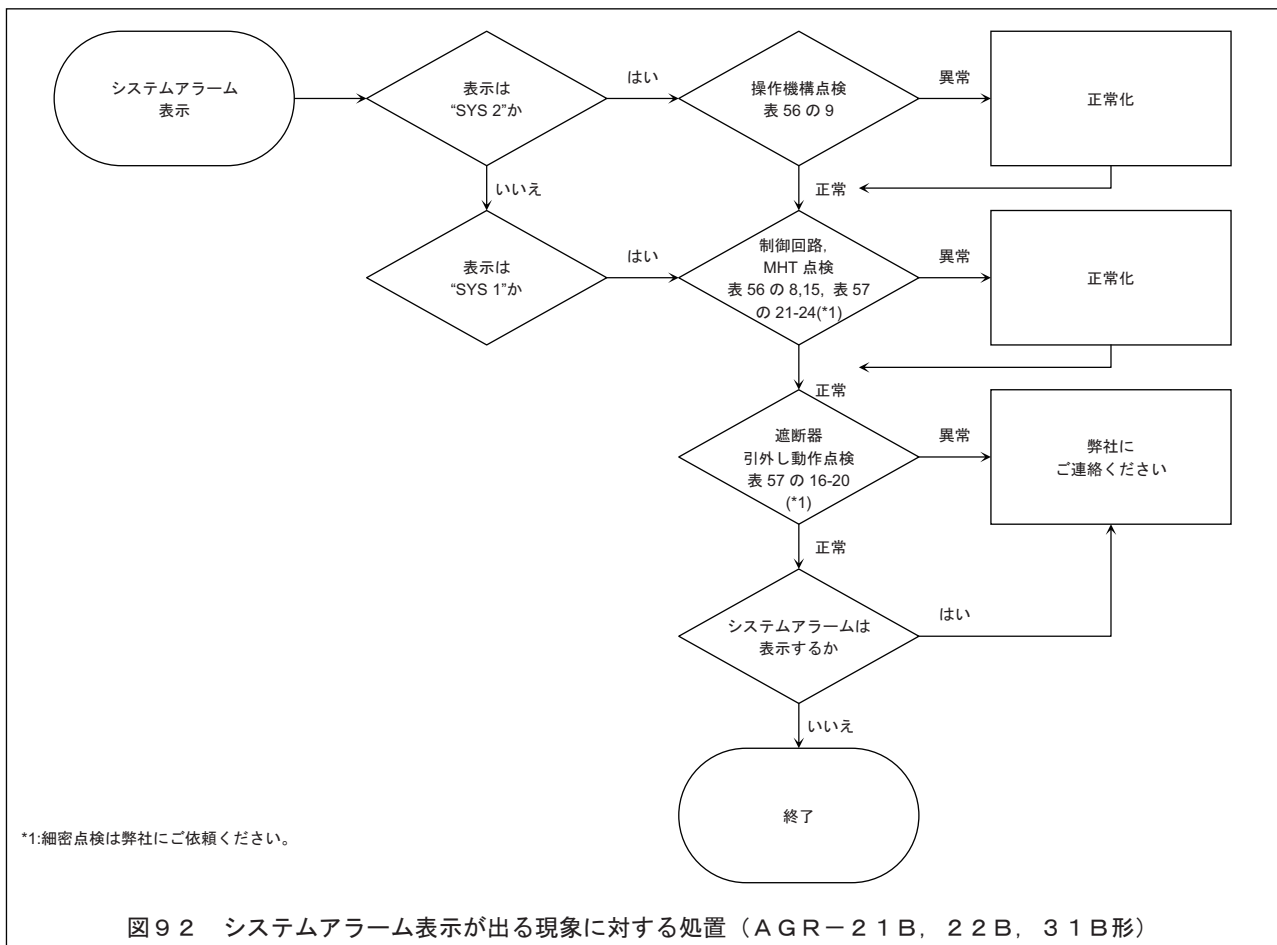 システムアラーム
表示
表示は
“SYS 2”か
はい
操作機構点検
表 56 の 9
異常
正常化
いいえ
正常
表示は
“SYS 1”か
はい
制御回路,
MHT 点検
表 56 の 8,15, 表 57
の 21-24(*1)
異常
正常化
正常
遮断器
引外し動作点検
表 57 の 16-20
(*1)
異常
弊社に
ご連絡ください
正常
システムアラームは
表示するか
はい
いいえ
終了
*1:細密点検は弊社にご依頼ください。
図92 システムアラーム表示が出る現象に対する処置（AGR－21B，22B，31B形）